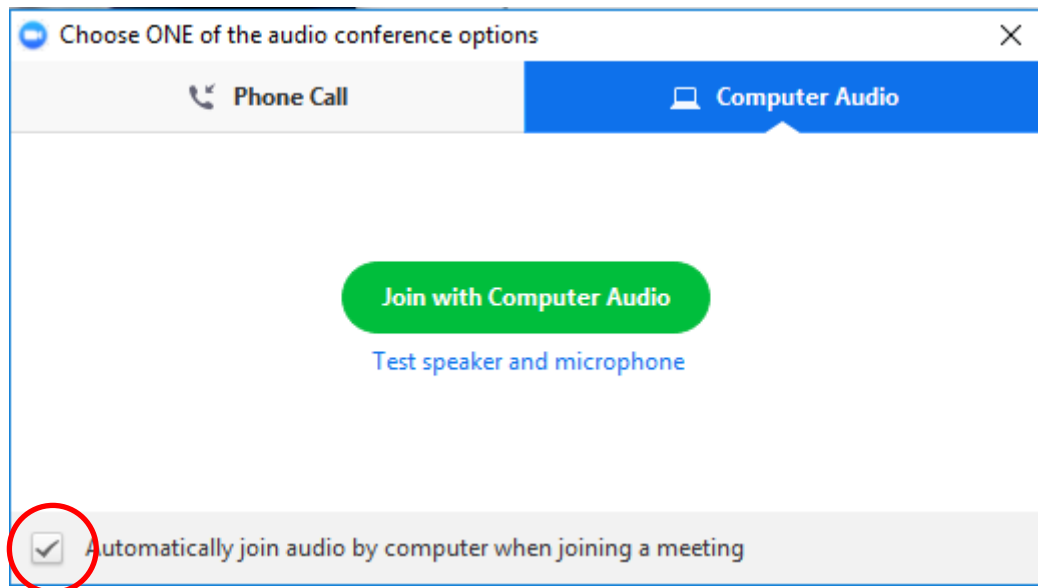 Choose ONE of the audio conference options
Phone Call
Computer Audio
Join with Computer Audio
Test speaker and microphone
Automatically join audio by computer when joining a meeting